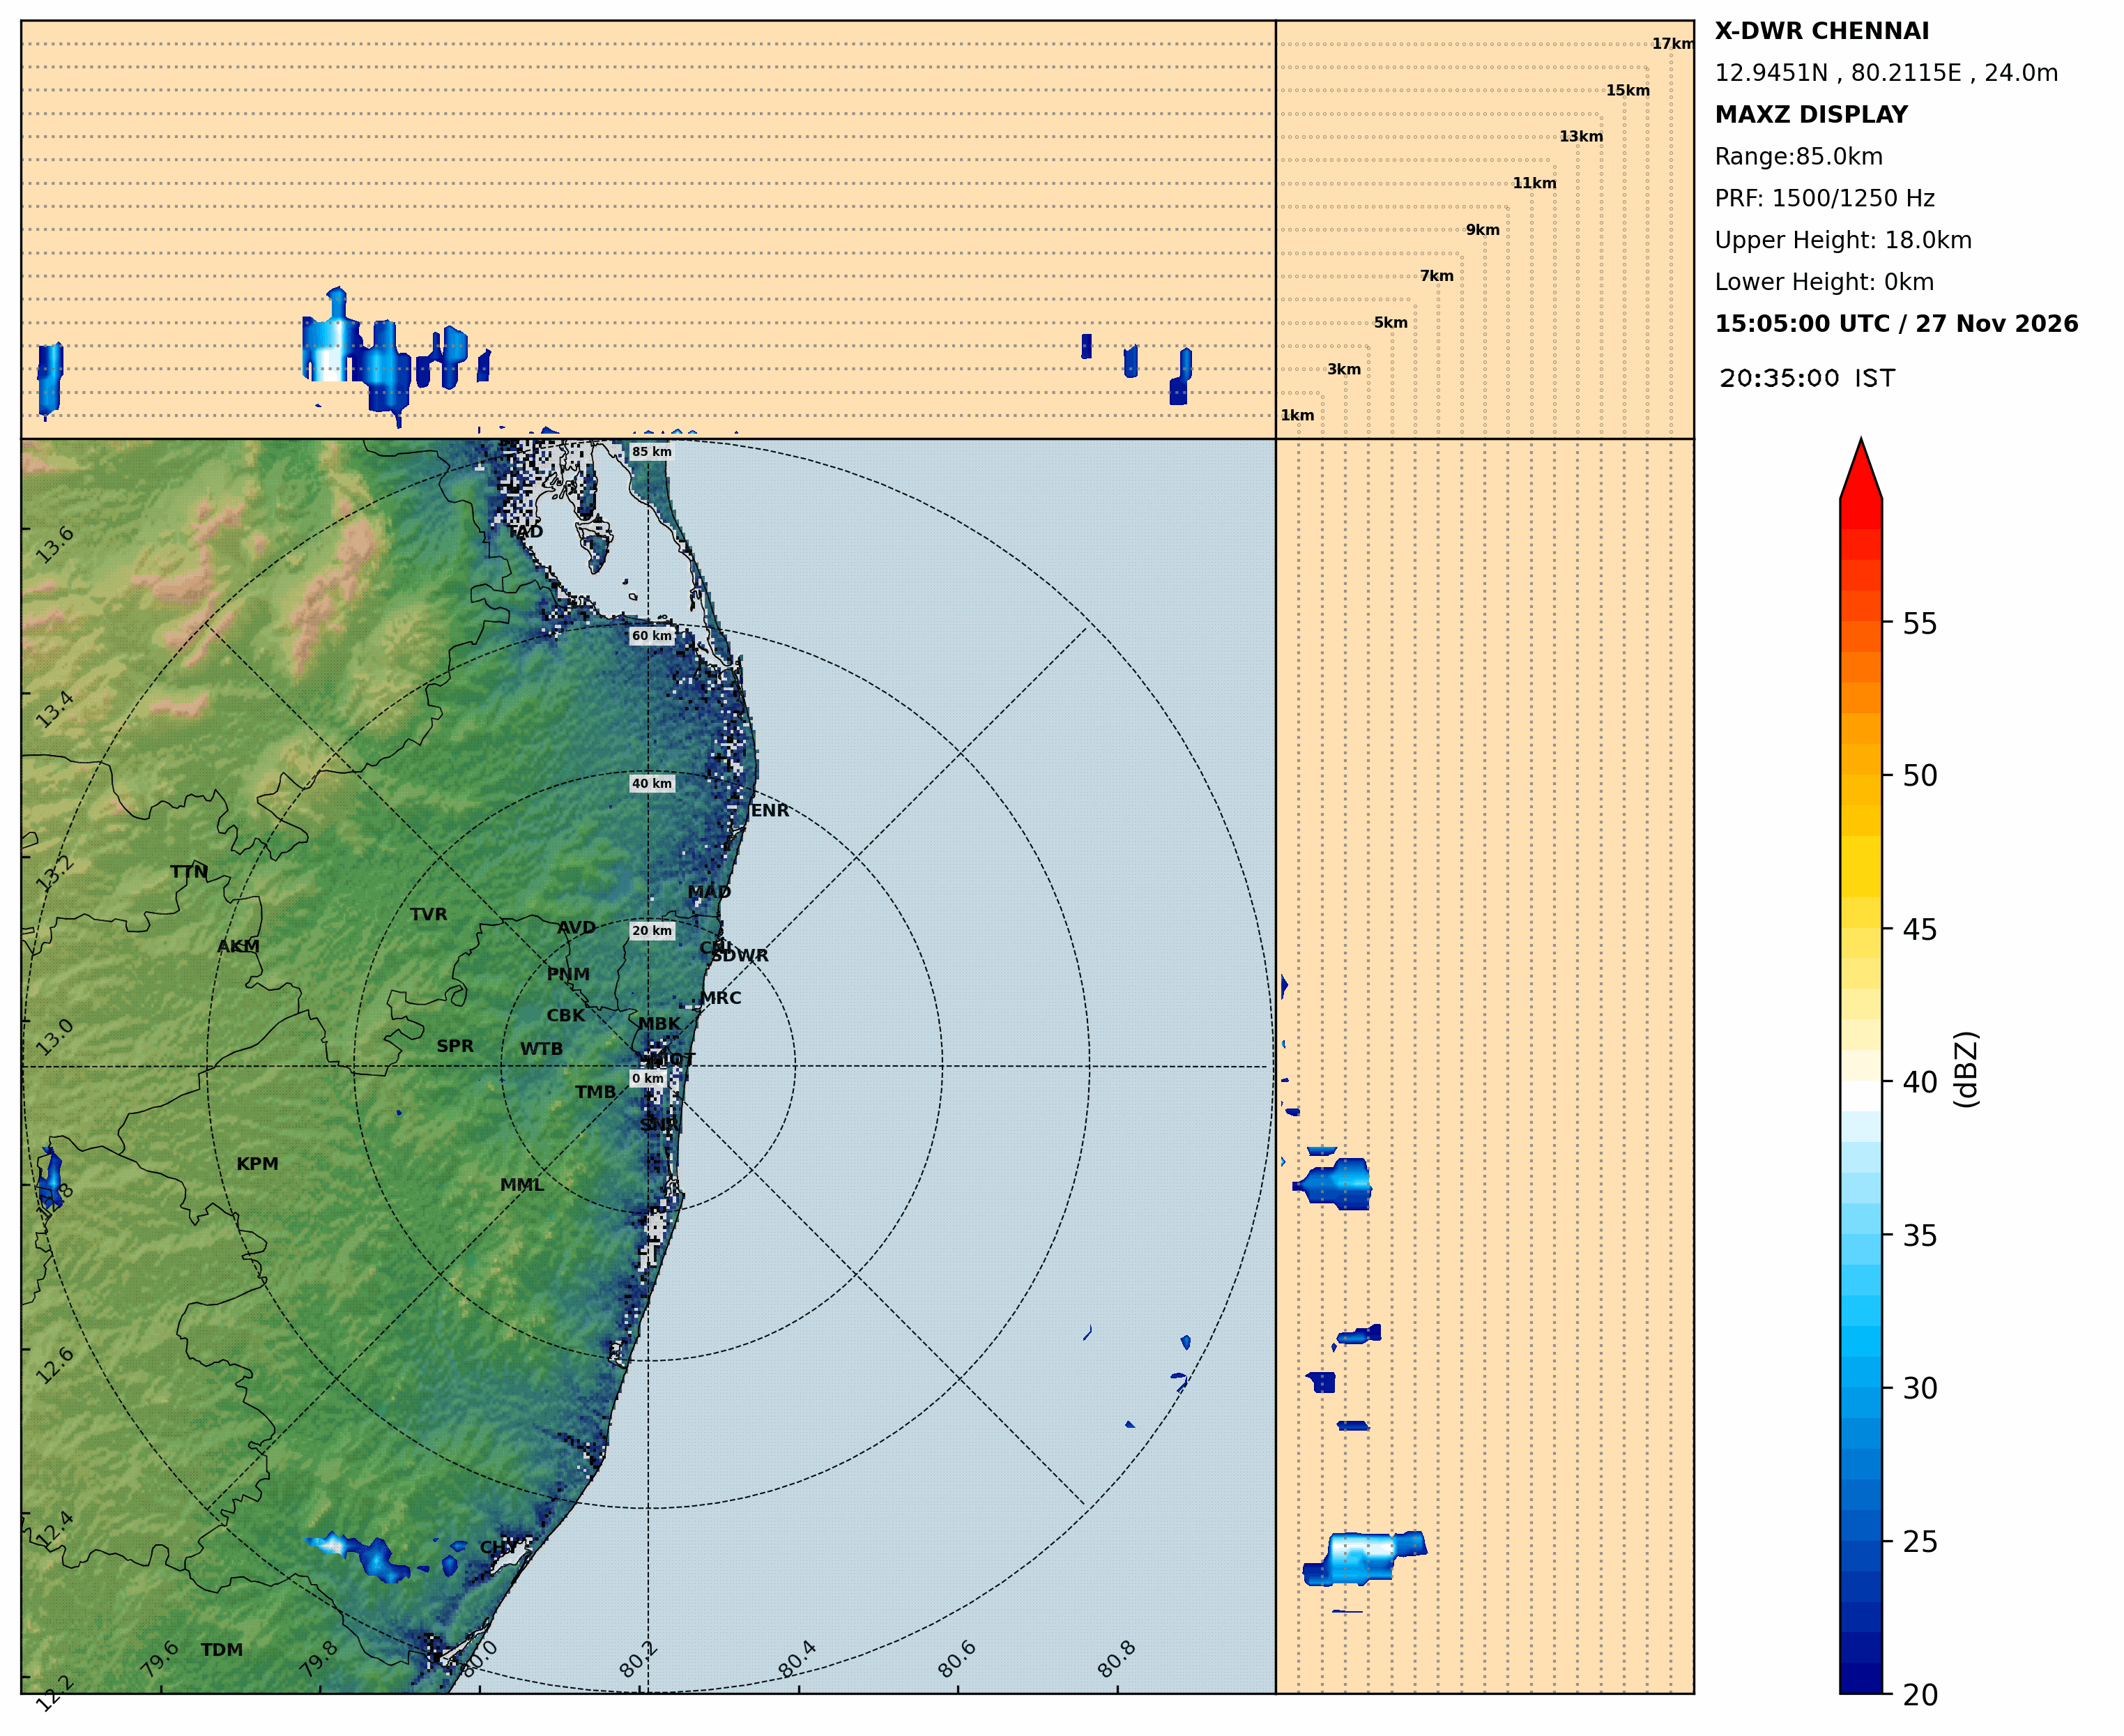 X-DWR CHENNAI
12.9451N , 80.2115E , 24.0m
MAXZ DISPLAY
Range:85.0km
PRF: 1500/1250 Hz
Upper Height: 18.0km
Lower Height: 0km
15:05:00 UTC / 27 Nov 2026
20:35:00 IST
17km
15km
13km
11km
9km
7km
5km
3km
1km
85 km
TAD
13.6
60 km
13.4
40 km
ENR
13.2
TTN
MAD
TVR
AVD
20 km
AKM
SDWR
PNM
MRC
CBK
MBK
13.0
SPR
WTB
0 km
TMB
SNR
KPM
MML
12.6
12.4
CHY
TDM
79.6
79.8
80.0
80.2
80.4
80.6
80.8
12.2
55
50
45
40
35
30
25
20
(dBZ)